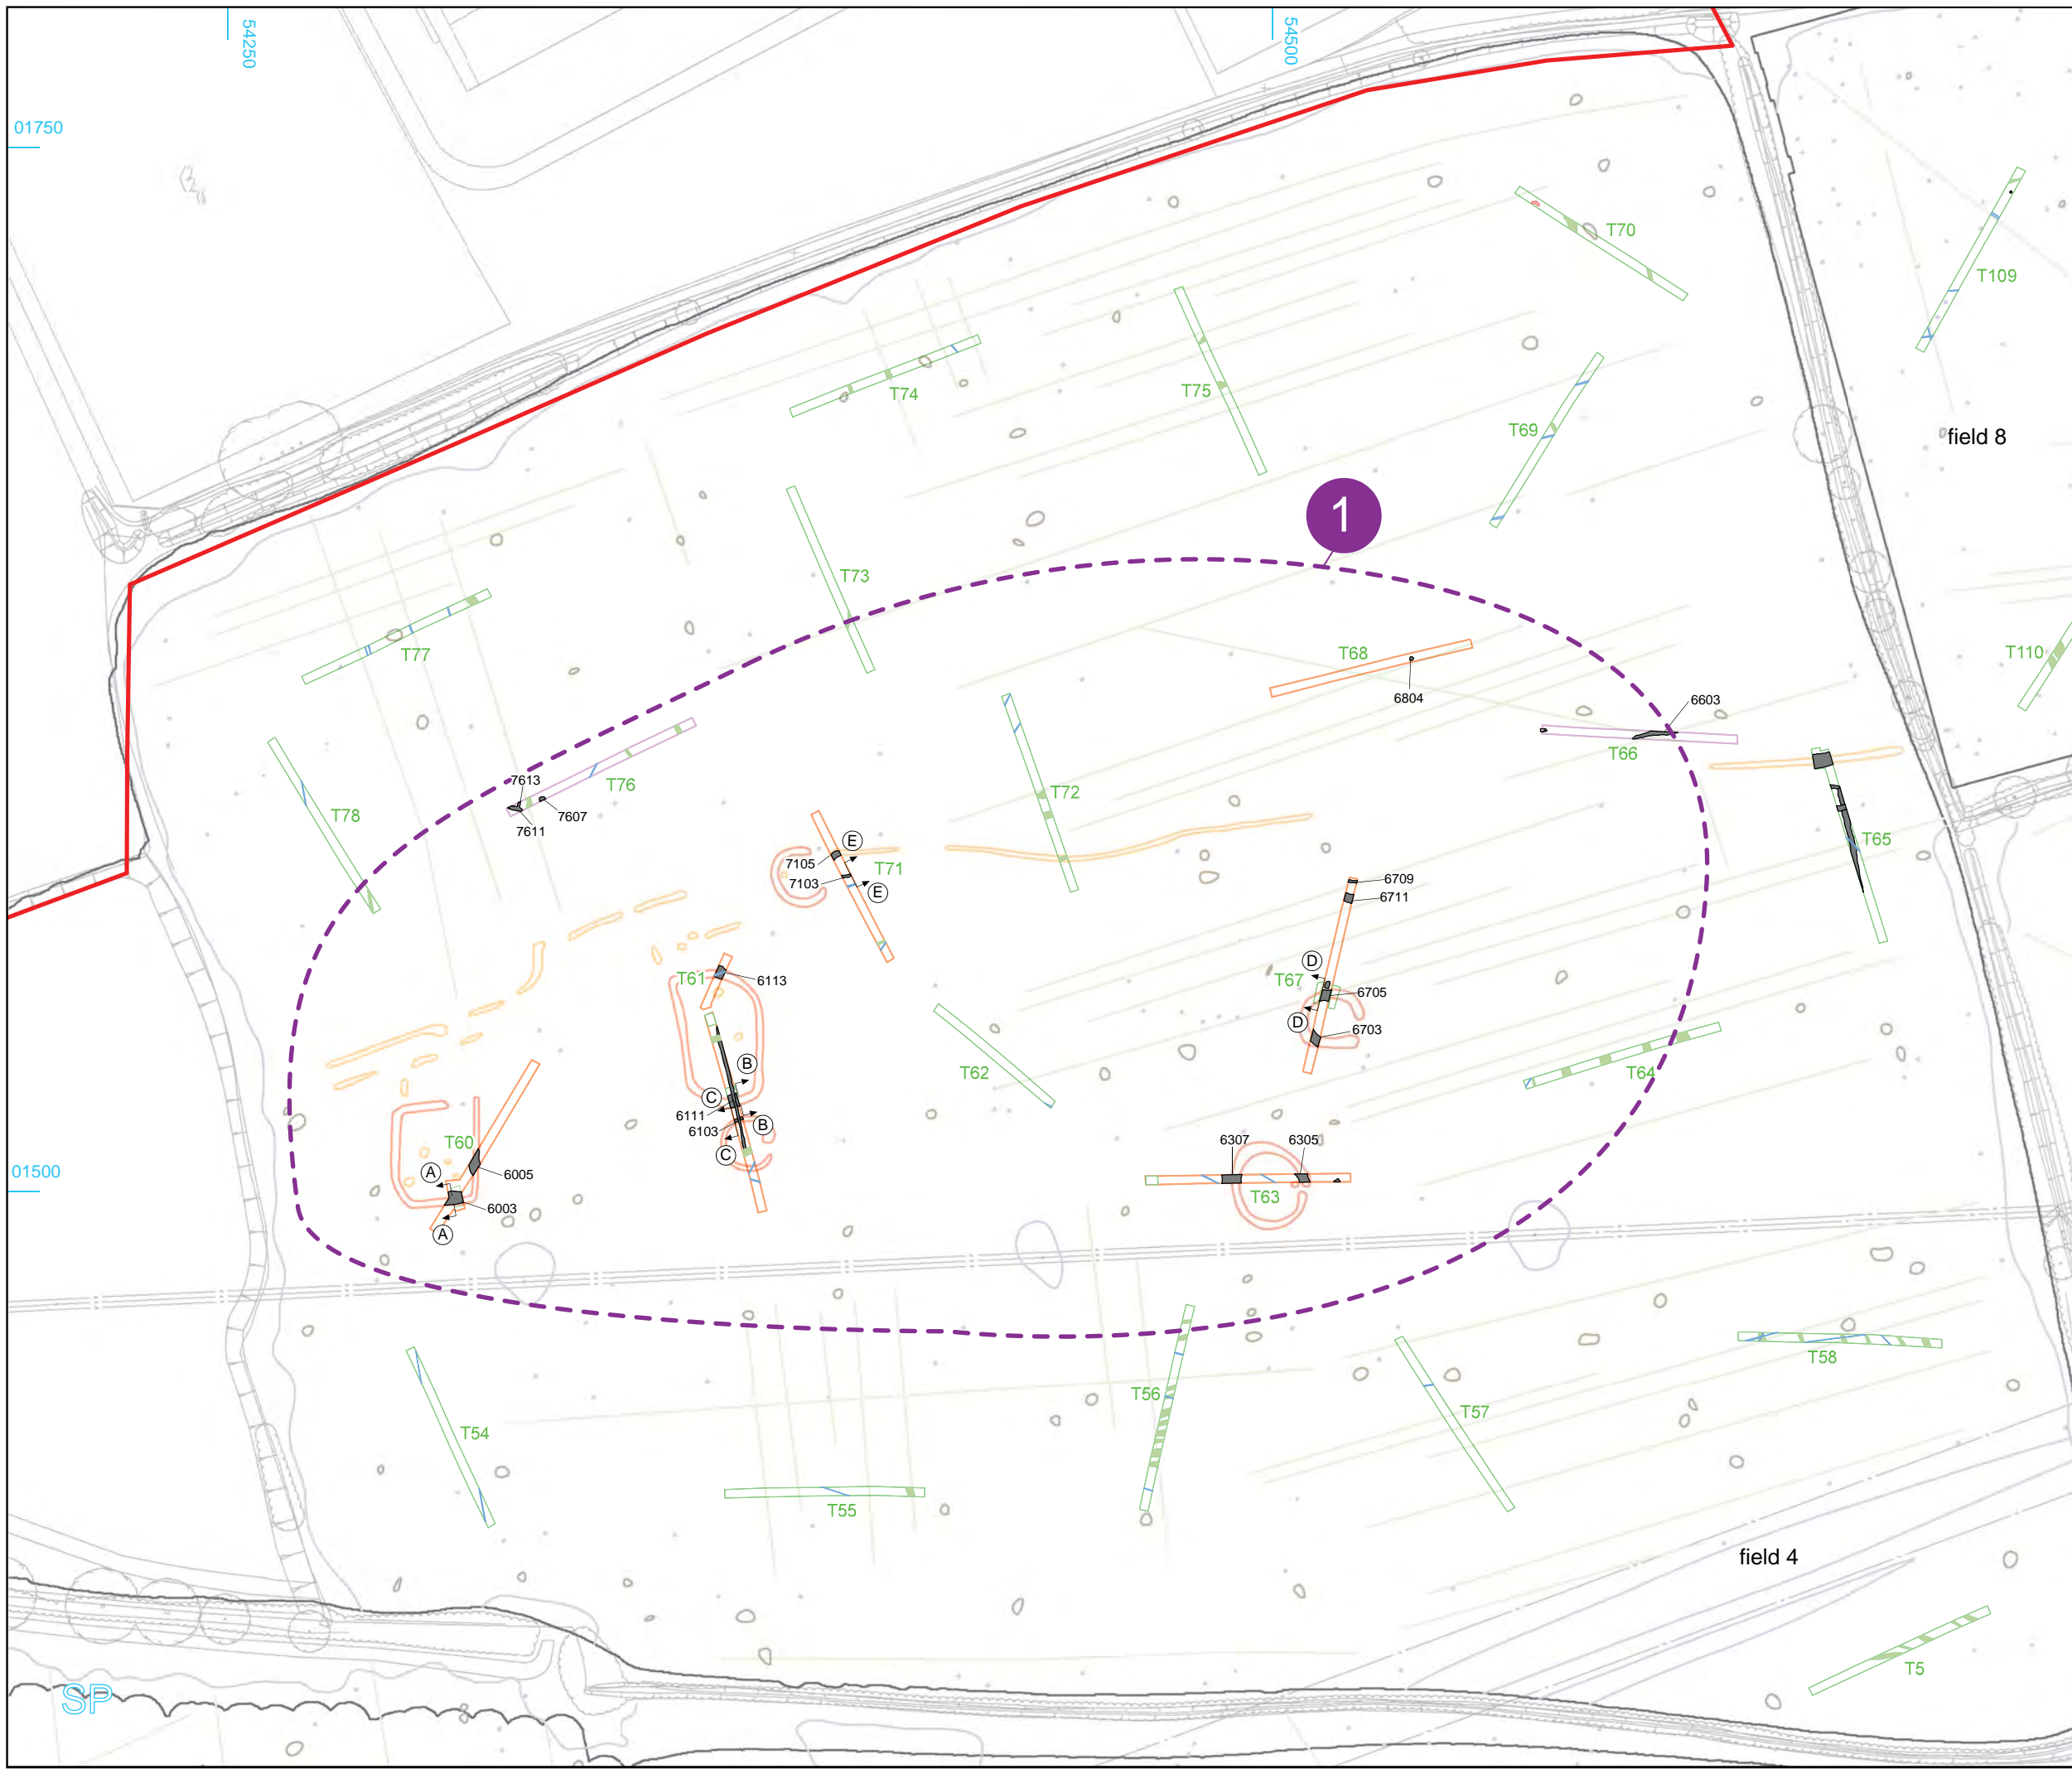 54250
54500
01750
T70
T109
T74
T75
T69
field 8
1
T73
T77
T68
T110
6804
6603
T66
T76
7613
7607
7611
T78
T72
T65
E
7105
T71
7103
E
6709
6711
T61
6113
D
T67
6705
D
6703
B
T62
T64
C
6111
B
6103
C
T60
A
6005
6307
6305
01500
T63
6003
A
T58
T56
T57
T54
T55
field 4
T5
SP